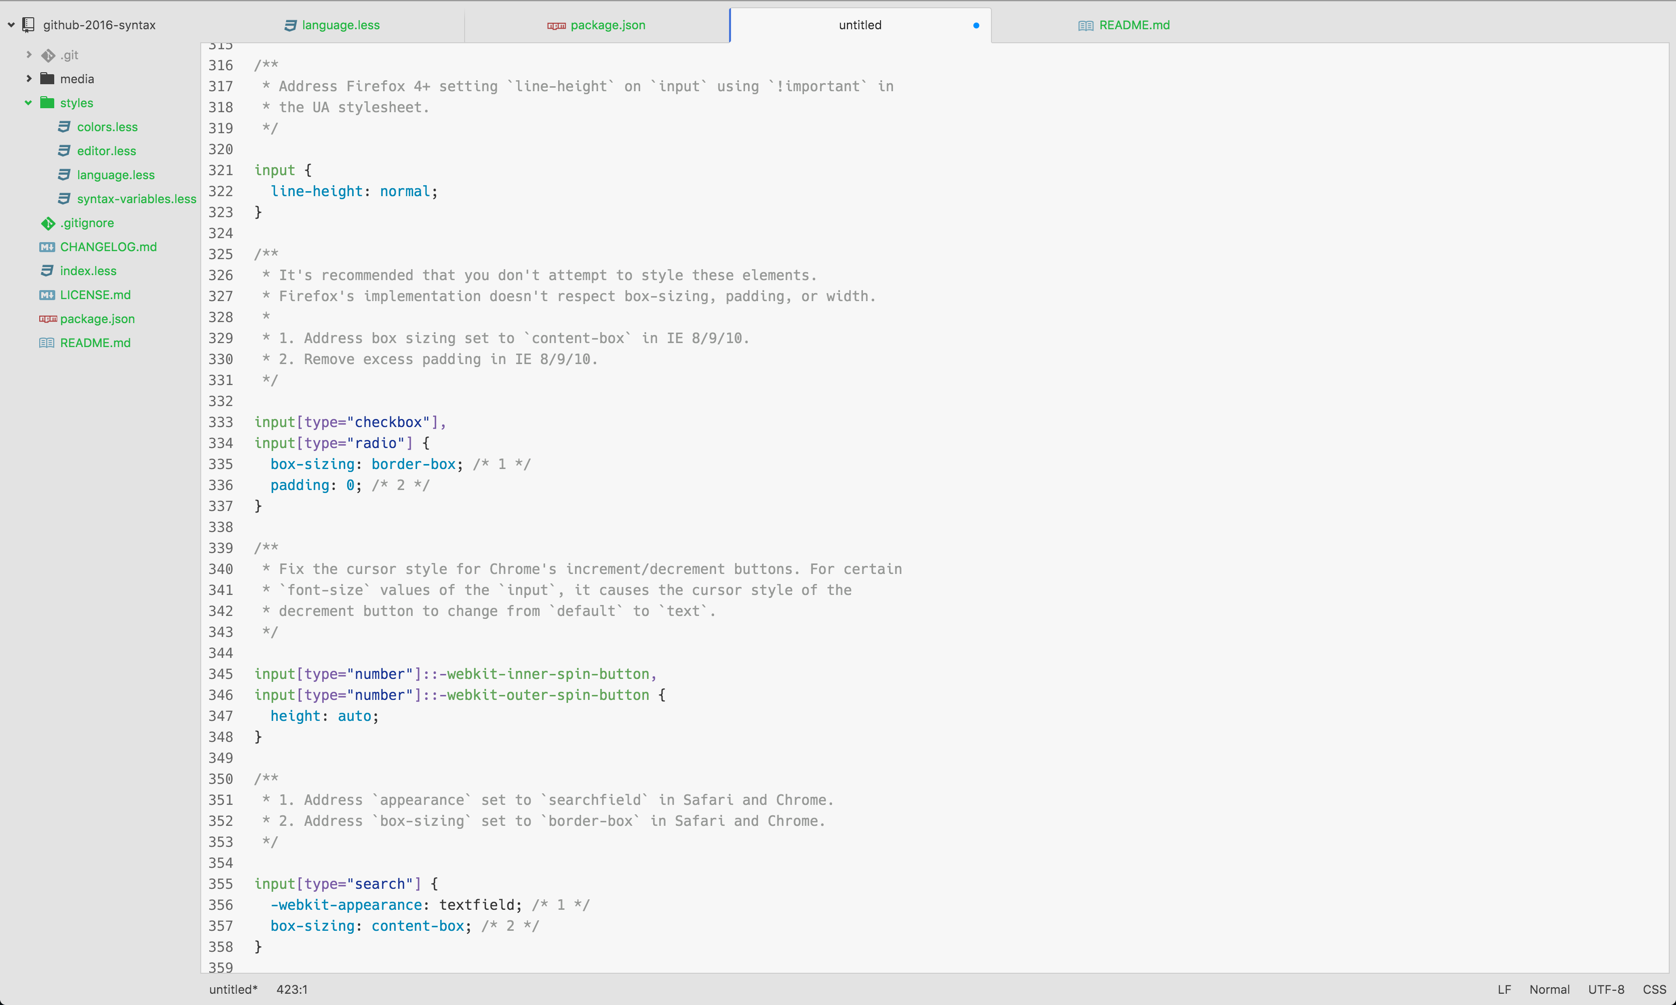 github-2016-syntax
.git
media
styles
colors.less
editor.less
language.less
syntax-variables.less
.gitignore
CHANGELOG.md
index.less
LICENSE.md
package.json
README.md
language.less
package.json
untitled
README.md
315
316 /**
317  * Address Firefox 4+ setting `line-height` on `input` using `!important` in
318  * the UA stylesheet.
319  */
320
321 input {
322   line-height: normal;
323 }
324
325 /**
326  * It's recommended that you don't attempt to style these elements.
327  * Firefox's implementation doesn't respect box-sizing, padding, or width.
328  *
329  * 1. Address box sizing set to `content-box` in IE 8/9/10.
330  * 2. Remove excess padding in IE 8/9/10.
331  */
332
333 input[type="checkbox"],
334 input[type="radio"] {
335   box-sizing: border-box; /* 1 */
336   padding: 0; /* 2 */
337 }
338
339 /**
340  * Fix the cursor style for Chrome's increment/decrement buttons. For certain
341  * `font-size` values of the `input`, it causes the cursor style of the
342  * decrement button to change from `default` to `text`.
343  */
344
345 input[type="number"]::-webkit-inner-spin-button,
346 input[type="number"]::-webkit-outer-spin-button {
347   height: auto;
348 }
349
350 /**
351  * 1. Address `appearance` set to `searchfield` in Safari and Chrome.
352  * 2. Address `box-sizing` set to `border-box` in Safari and Chrome.
353  */
354
355 input[type="search"] {
356   -webkit-appearance: textfield; /* 1 */
357   box-sizing: content-box; /* 2 */
358 }
359
untitled* 423:1
LF Normal UTF-8 CSS